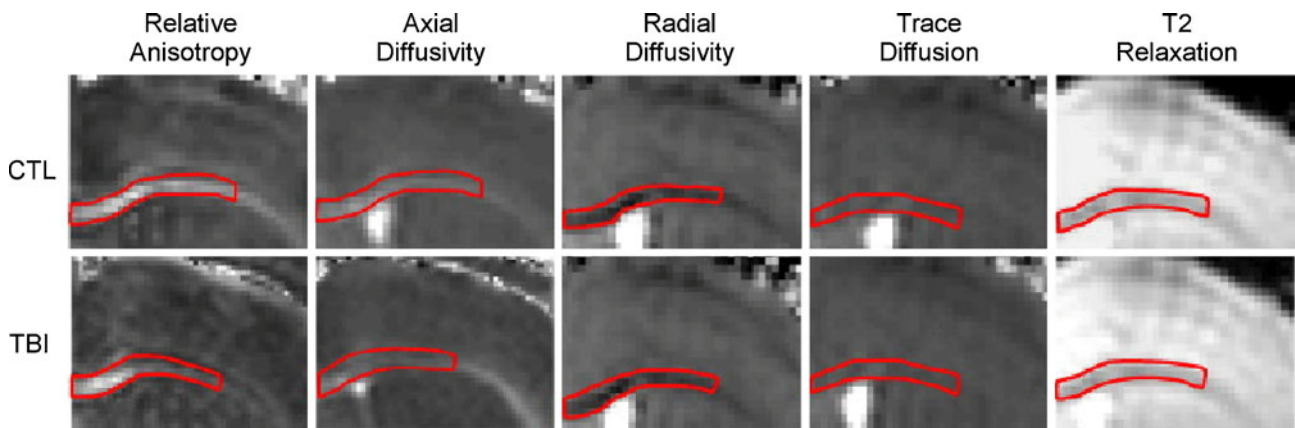 Relative
Anisotropy
Axial
Diffusivity
Radial
Diffusivity
Trace
Diffusion
T2
Relaxation
CTL
TBI